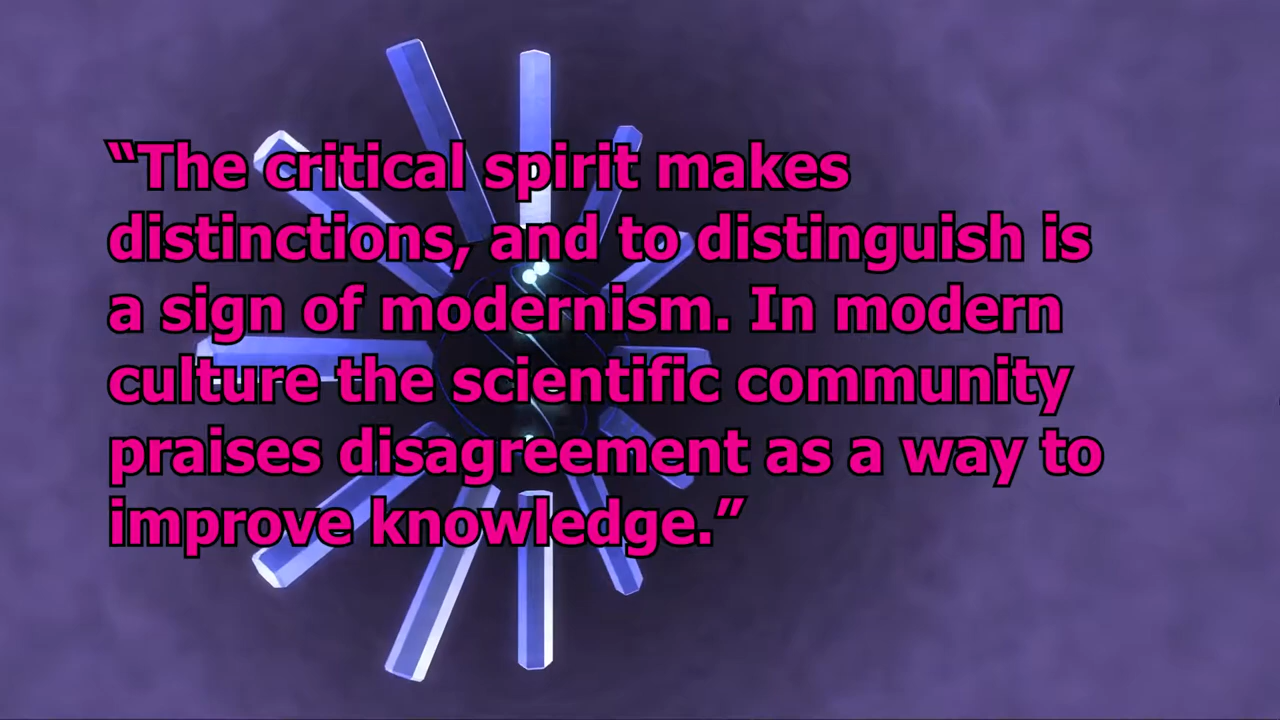 “The critical spirit makes
distinctions, and to distinguish is
a sign of modernism. In modern
culture the scientific community
praises disagreement as a way to
improve knowledge.”